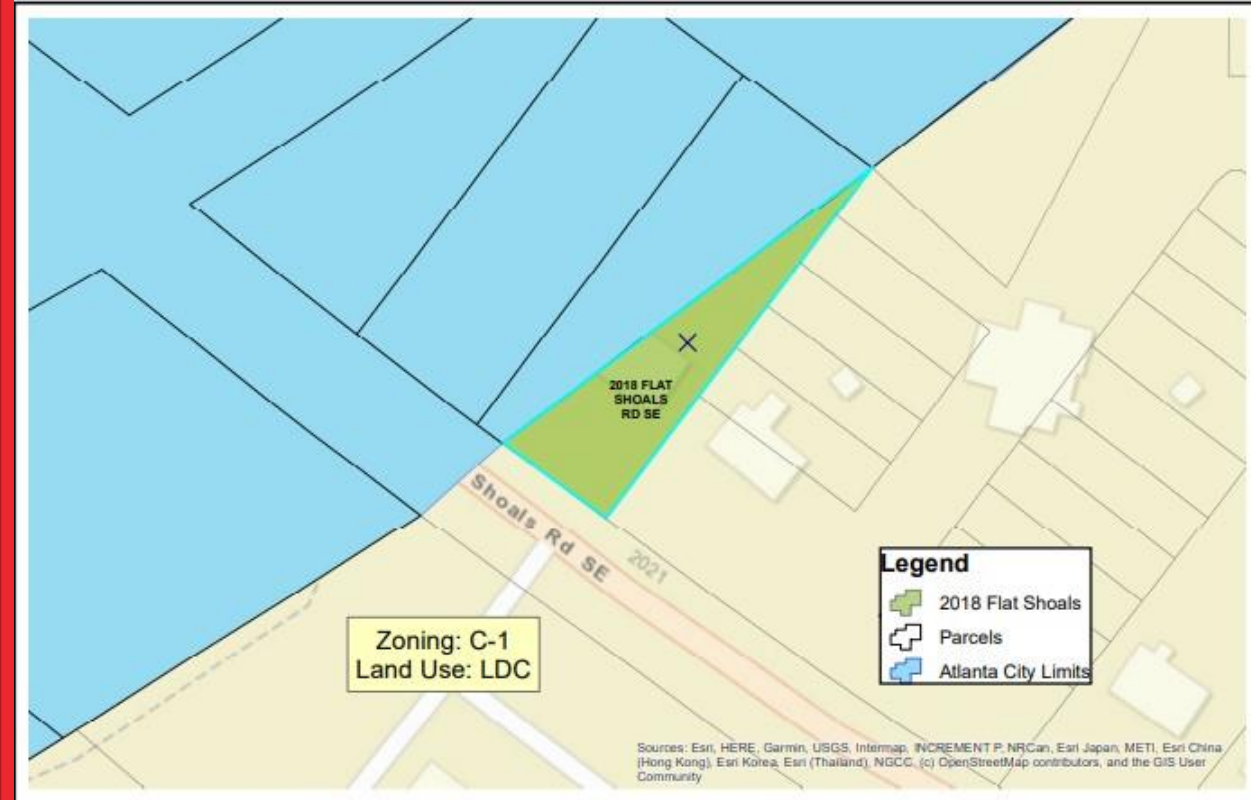 2018 FLAT
SHOALS
RD SE
Shoals Rd SE
2021
Zoning: C-1
Land Use: LDC
Legend
2018 Flat Shoals
Parcels
Atlanta City Limits
Sources: Esri, HERE, Garmin, USGS, Intermap, INCREMENT P, NRCan, Esri Japan, METI, Esri China
(Hong Kong), Esri Korea, Esri (Thailand), NGCC, (c) OpenStreetMap contributors, and the GIS User
Community